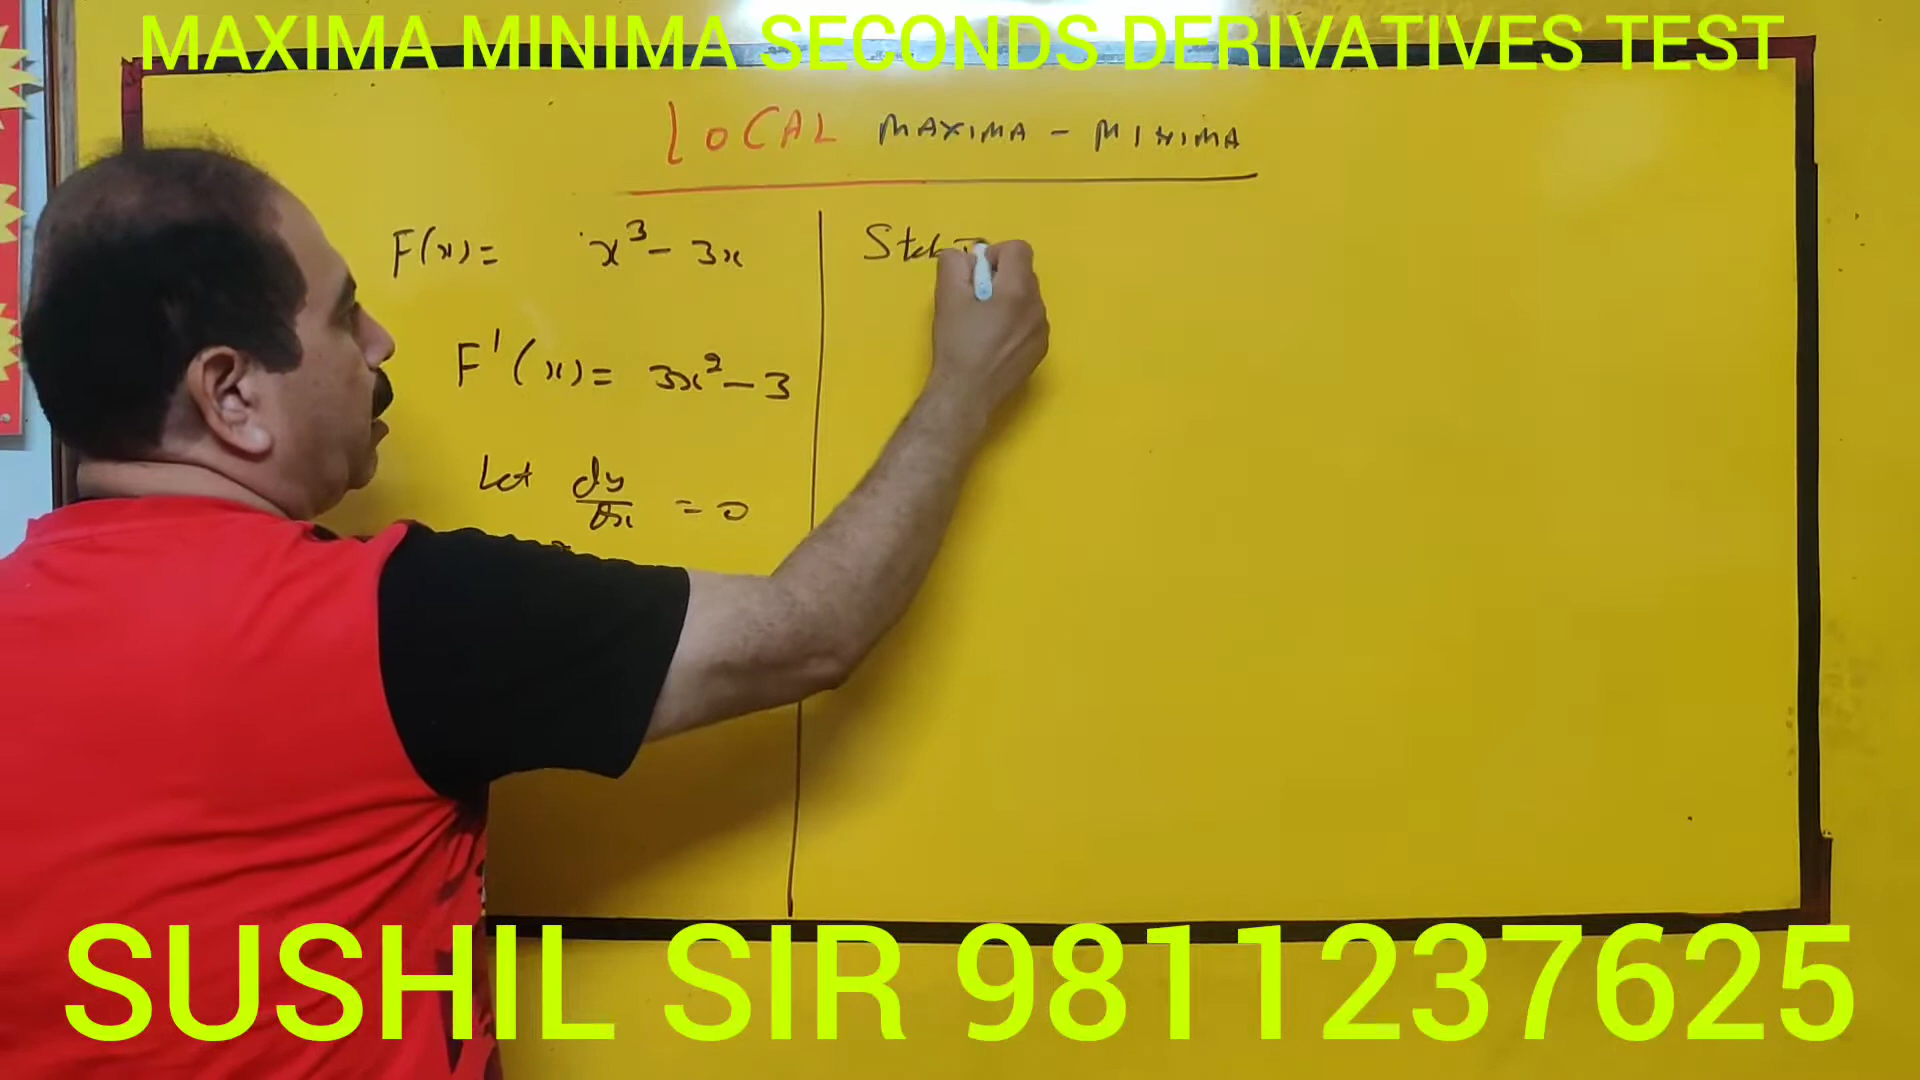 MAXIMA MINIMA SECONDS DERIVATIVES TEST
LOCAL MAXIMA - MINIMA
F(x) = x³ - 3x
F'(x) = 3x² - 3
Let dy/dx = 0
SUSHIL SIR 9811237625